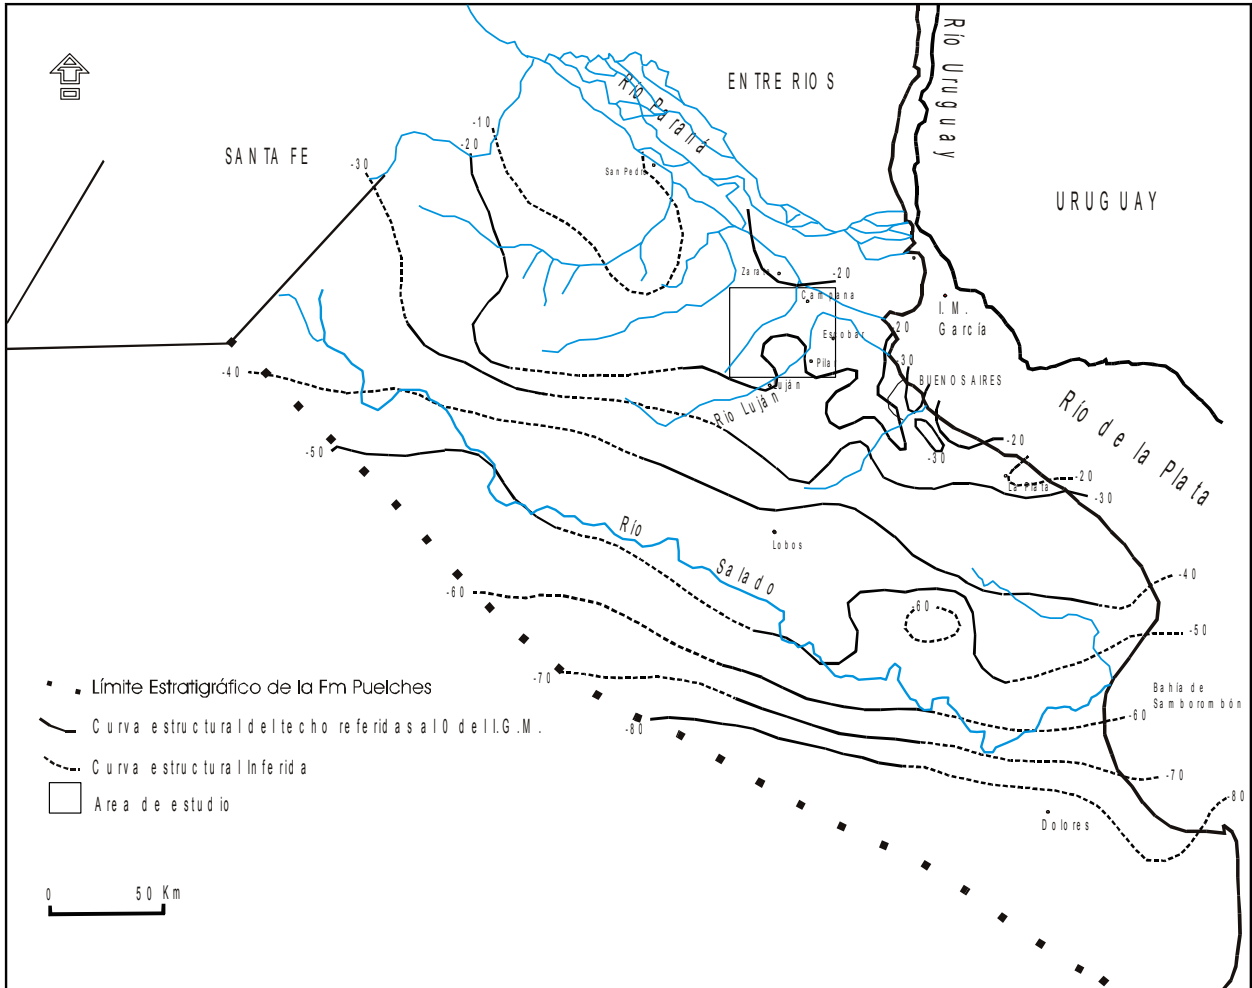 ENTRE RIOS
Río Uruguay
Río Paraná
SANTA FE
URUGUAY
-10
-20
-30
San Pedro
Zarate
-20
Campana
I.M.
García
-20
Escobar
-30
Pilar
BUENOS AIRES
Luján
Río Luján
Río de la Plata
-40
-50
-20
-30
-20
La Plata
-30
Río
Salado
Lobos
-40
-60
-60
-50
-70
Bahía de
Samborombón
-60
-80
-70
-80
Dolores
Límite Estratigráfico de la Fm Puelches
Curva estructural del techo referidas al 0 del I.G.M.
Curva estructural Inferida
Area de estudio
0 50 Km